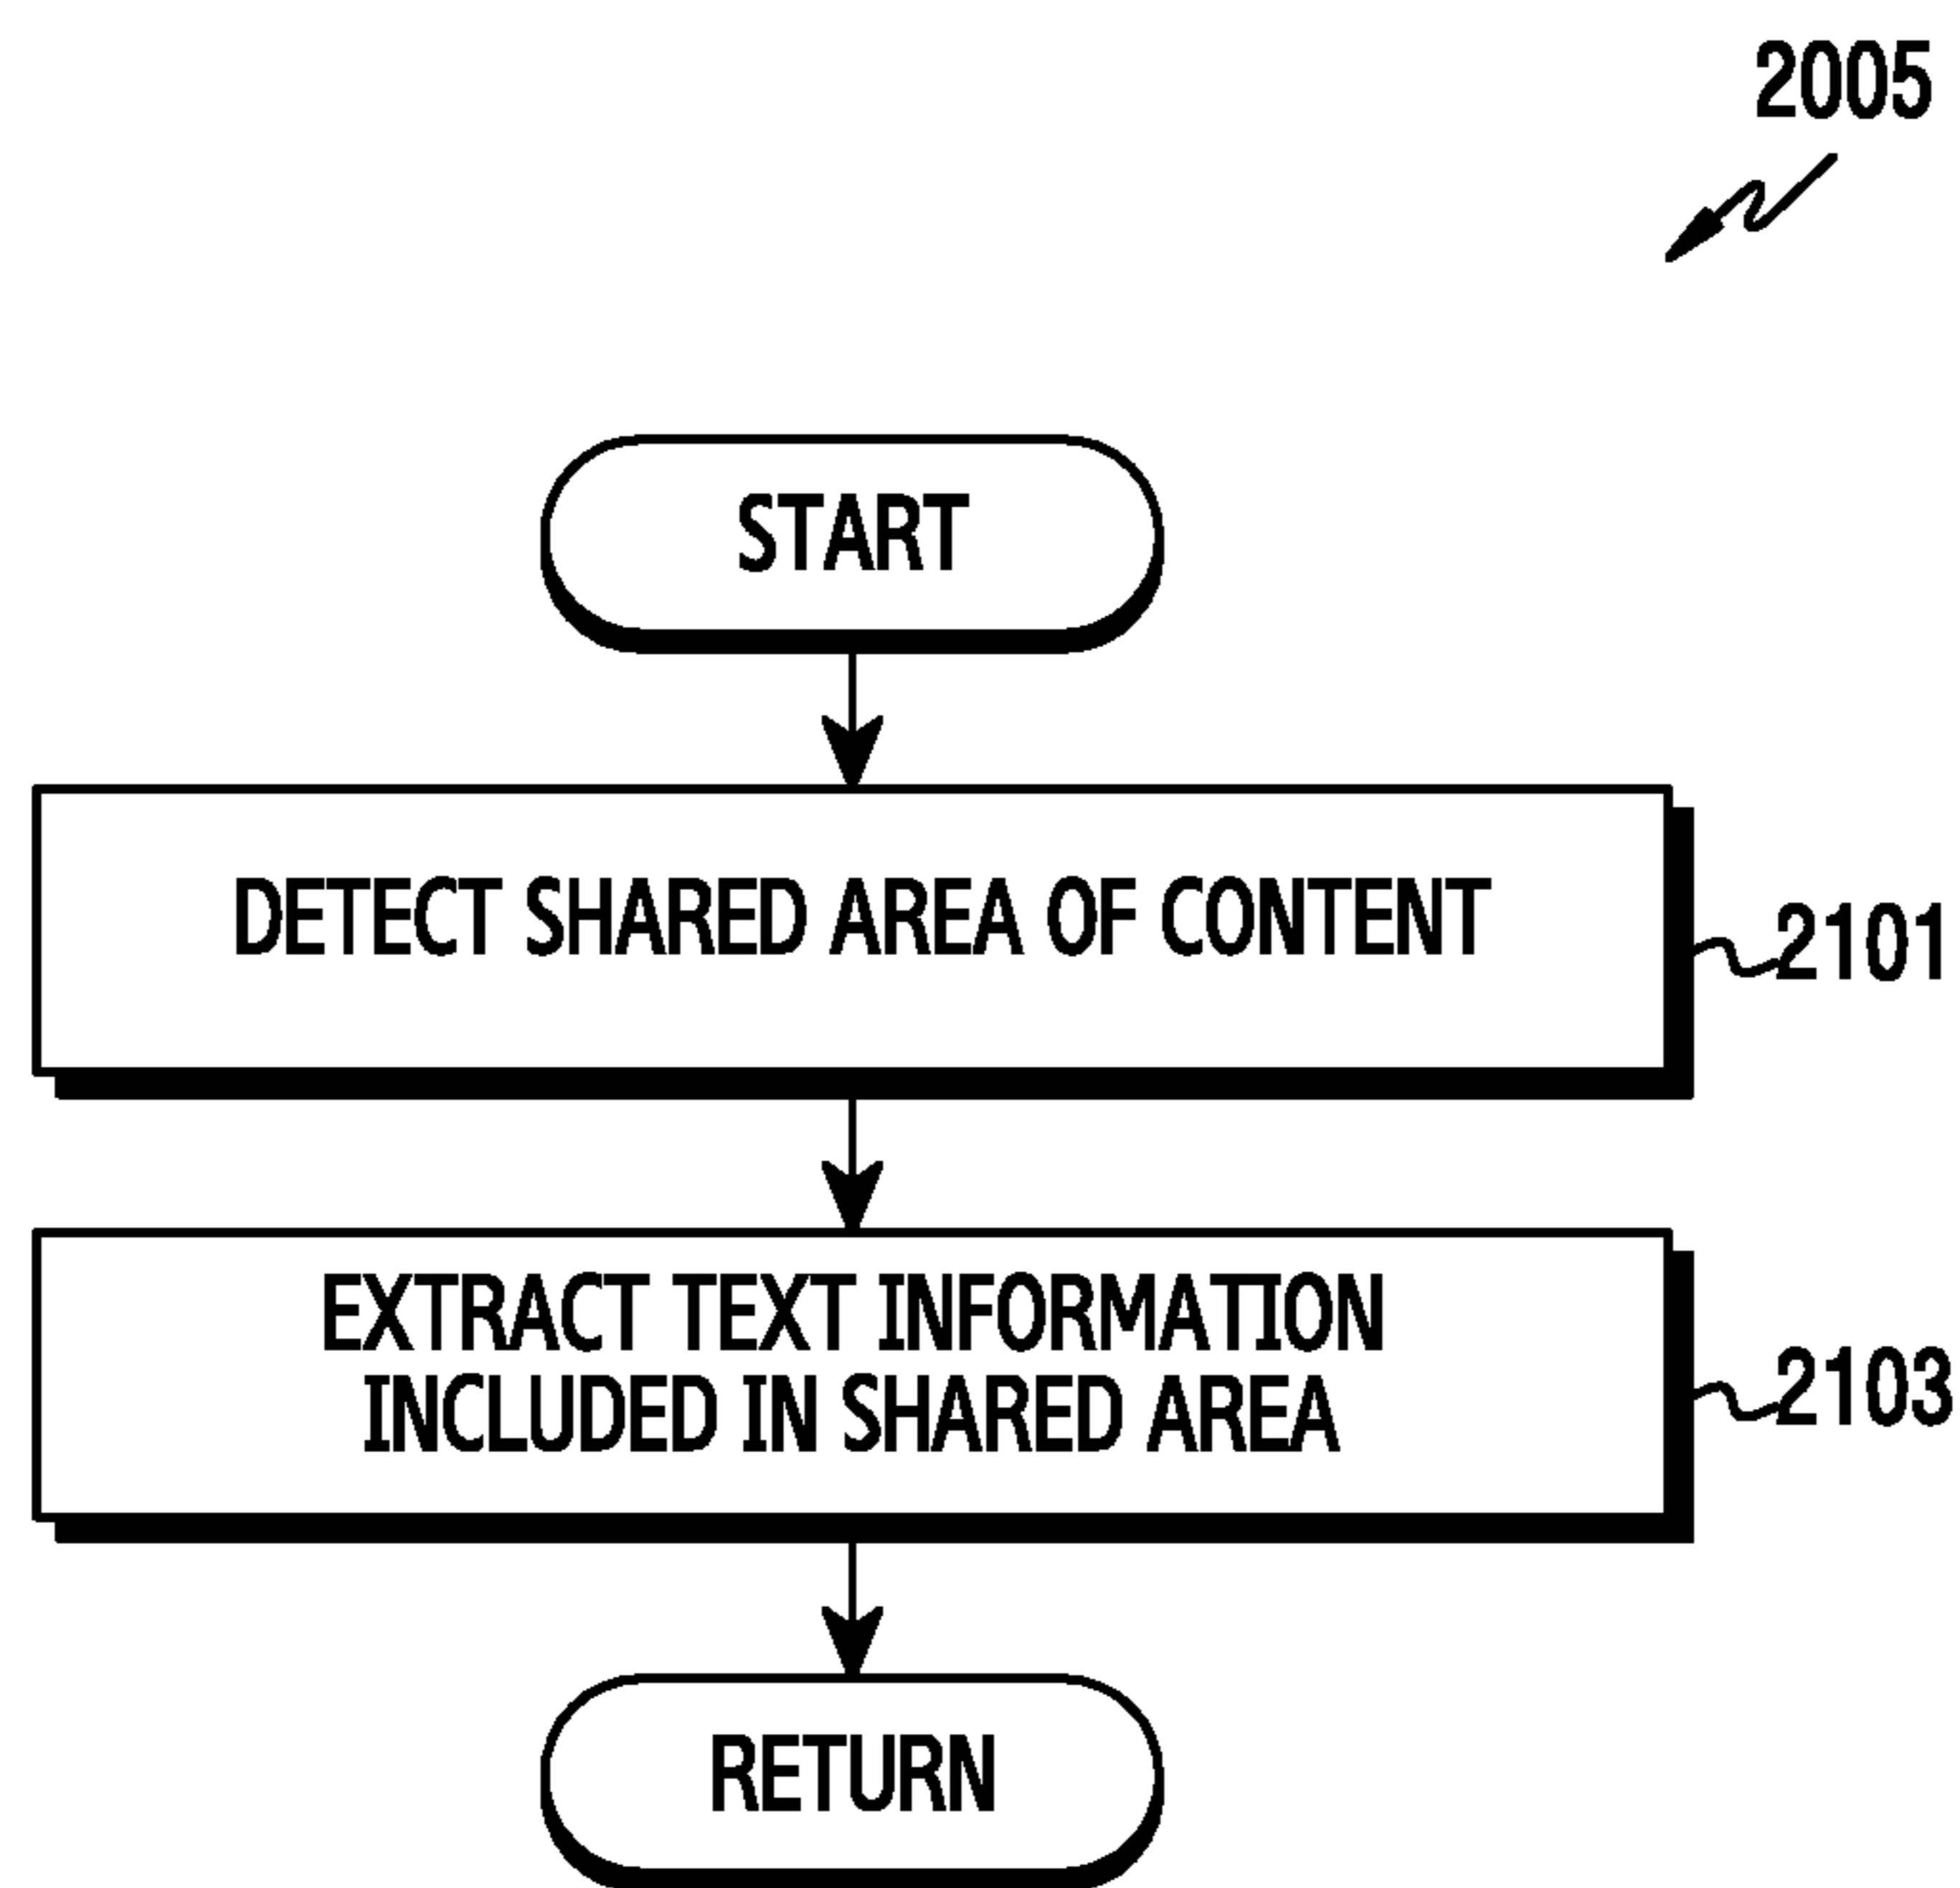 2005
START
DETECT SHARED AREA OF CONTENT
2101
EXTRACT TEXT INFORMATION
INCLUDED IN SHARED AREA
2103
RETURN